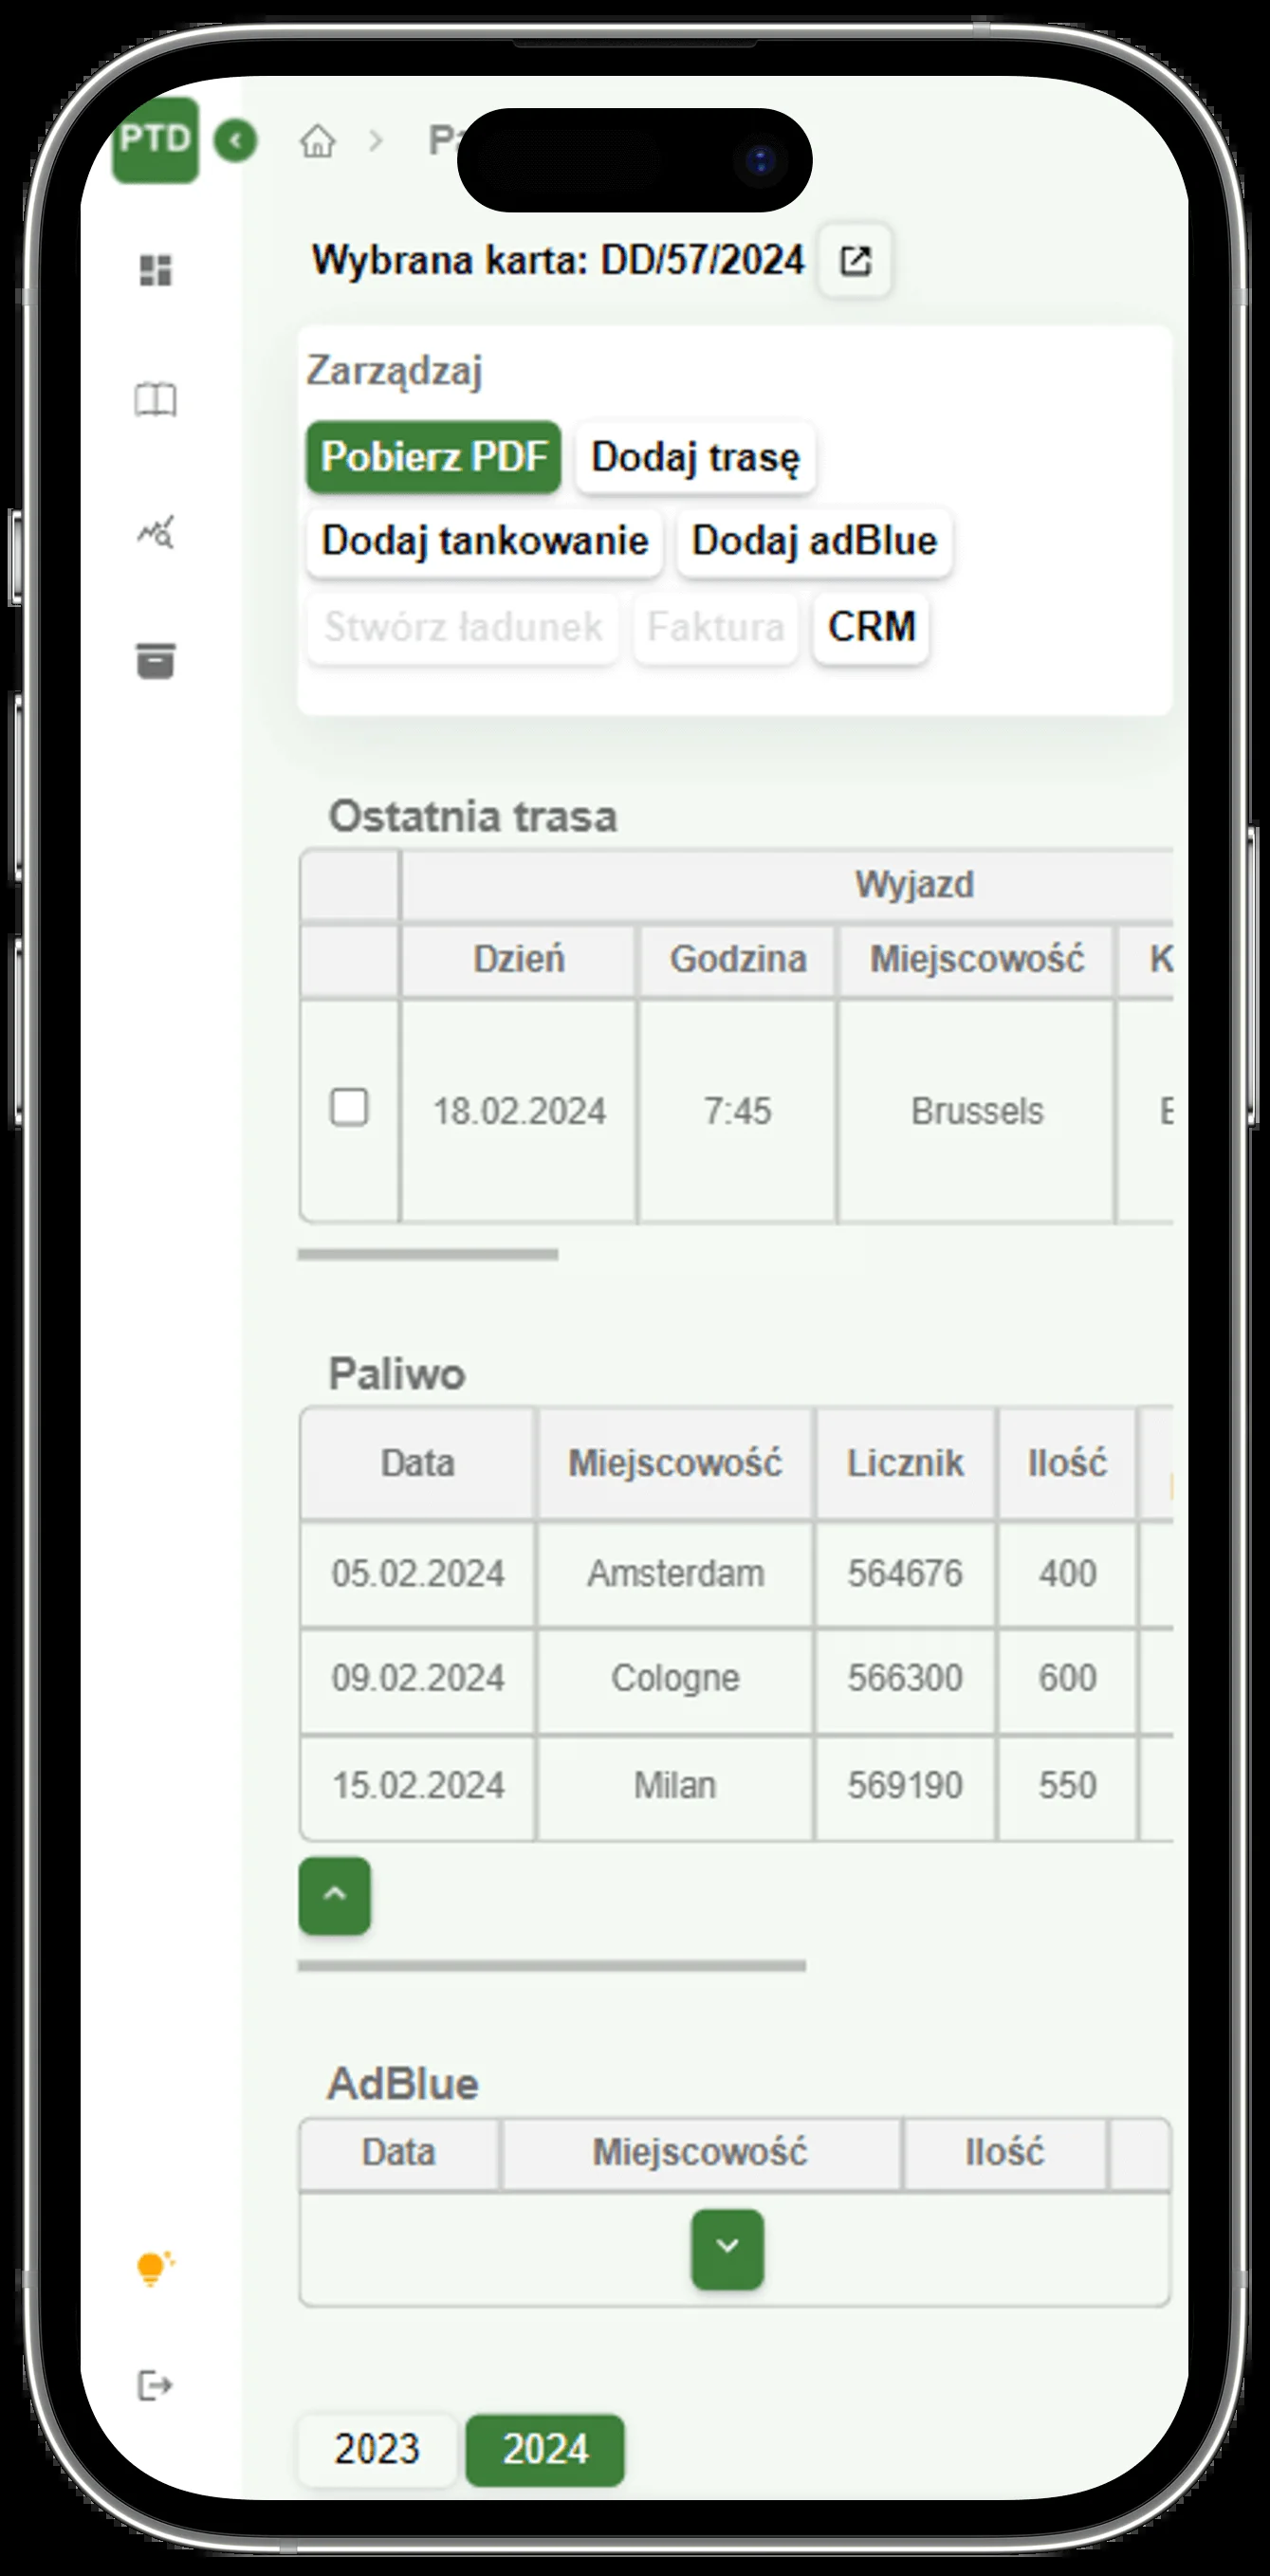 PTD
Wybrana karta: DD/57/2024
Zarządzaj
Pobierz PDF Dodaj trasę
Dodaj tankowanie Dodaj adBlue
Stwórz ładunek Faktura CRM
Ostatnia trasa
Wyjazd
Dzień Godzina Miejscowość
18.02.2024 7:45 Brussels
Paliwo
Data Miejscowość Licznik Ilość
05.02.2024 Amsterdam 564676 400
09.02.2024 Cologne 566300 600
15.02.2024 Milan 569190 550
AdBlue
Data Miejscowość Ilość
2023 2024